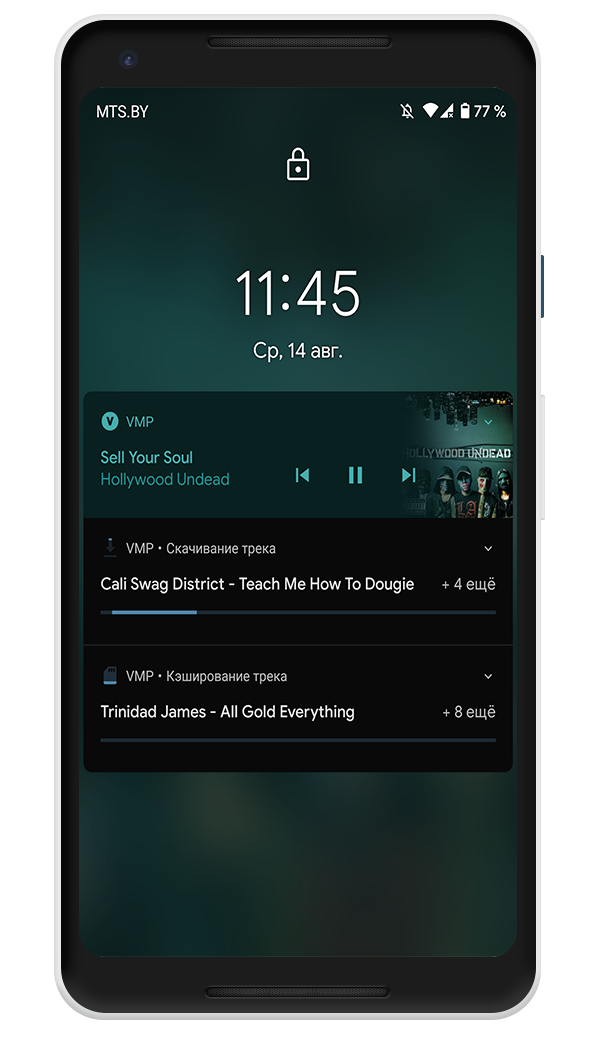 MTS.BY
77 %
11:45
Ср, 14 авг.
VMP
HOLLYWOOD UNDEAD
Sell Your Soul
Hollywood Undead
VMP • Скачивание трека
Cali Swag District - Teach Me How To Dougie + 4 ещё
VMP • Кэширование трека
Trinidad James - All Gold Everything + 8 ещё